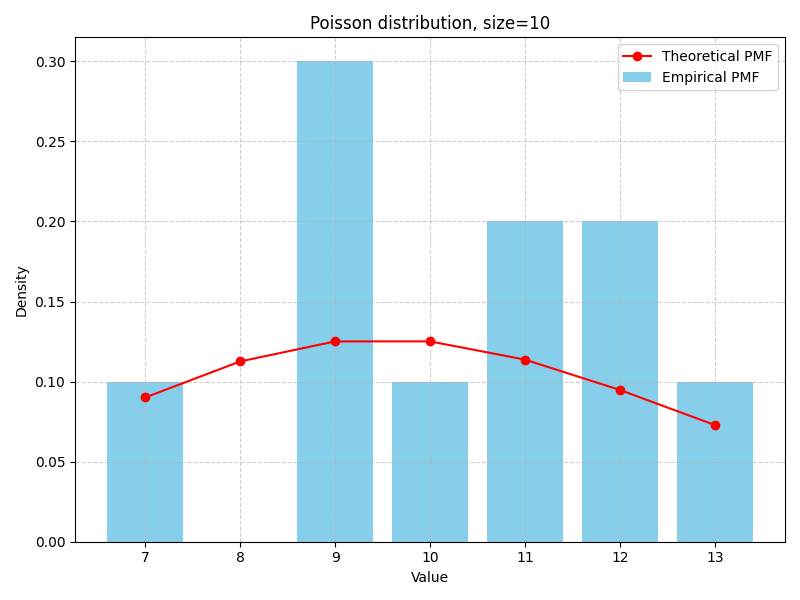 Poisson distribution, size=10
Theoretical PMF
Empirical PMF
0.30
0.25
0.20
0.15
0.10
0.05
0.00
Density
7 8 9 10 11 12 13
Value